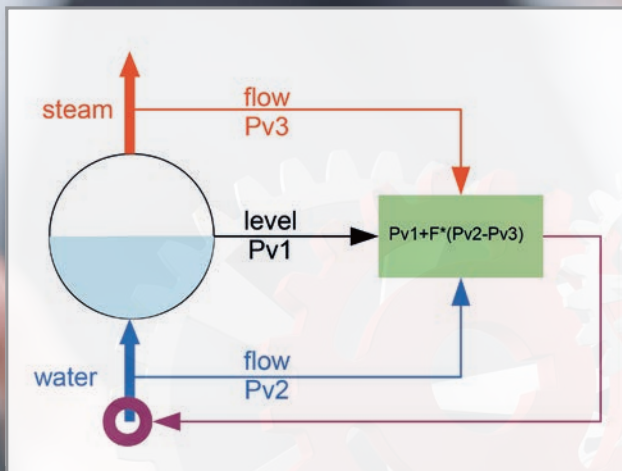 steam
flow
Pv3
level
Pv1
Pv1+F*(Pv2-Pv3)
water
flow
Pv2